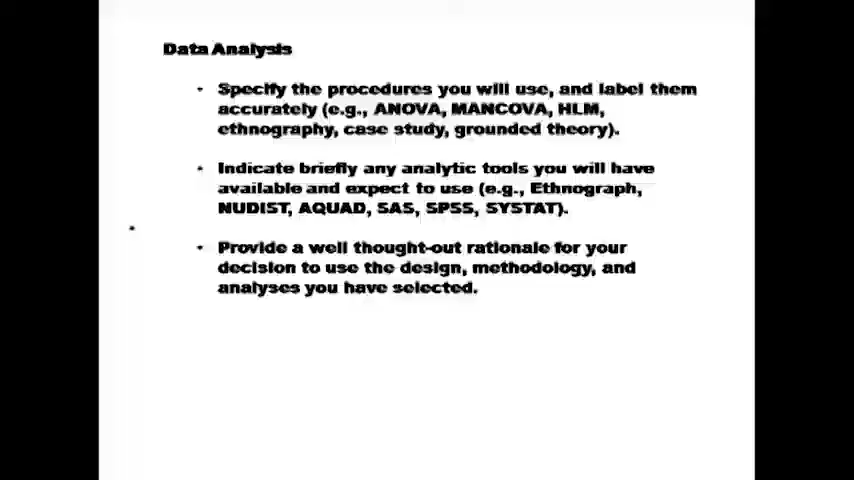 Data Analysis
• Specify the procedures you will use, and label them
accurately (e.g., ANOVA, MANCOVA, HLM,
ethnography, case study, grounded theory).
• Indicate briefly any analytic tools you will have
available and expect to use (e.g., Ethnograph,
NUDIST, AQUAD, SAS, SPSS, SYSTAT).
• Provide a well thought-out rationale for your
decision to use the design, methodology, and
analyses you have selected.